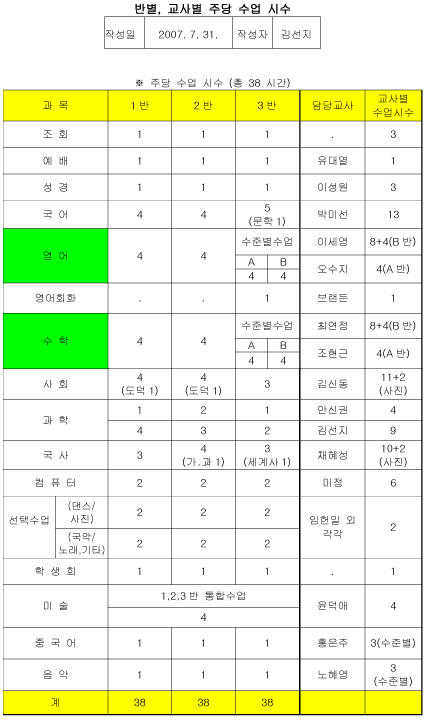 반별, 교사별 주당 수업 시수
작성일 2007. 7. 31. 작성자 김선지
※ 주당 수업 시수 (총 38 시간)
과 목 1 반 2 반 3 반 담당교사 교사별 수업시수
조 회 1 1 1 . 3
예 배 1 1 1 유대열 1
성 경 1 1 1 이성원 3
국 어 4 4 5 (문학 1) 박미선 13
영 어 4 4 수준별수업 이세영 8+4(B 반)
A B
4 4 오수지 4(A 반)
영어회화 . . 1 브랜든 1
수 학 4 4 수준별수업 최연정 8+4(B 반)
A B
4 4 조현근 4(A 반)
사 회 4 (도덕 1) 4 (도덕 1) 3 김신동 11+2 (사진)
과 학 1 2 1 안신권 4
4 3 2 김선지 9
국 사 3 4 (가.과 1) 3 (세계사 1) 채혜성 10+2 (사진)
컴 퓨 터 2 2 2 미정 6
선택수업 (댄스/사진) 2 2 2 임헌일 외 각각 2
(국악/노래,기타) 2 2 2
학 생 회 1 1 1 . 1
미 술 1,2,3 반 통합수업 윤덕애 4
4
중 국 어 1 1 1 홍은주 3(수준별)
음 악 1 1 1 노혜영 3 (수준별)
계 38 38 38